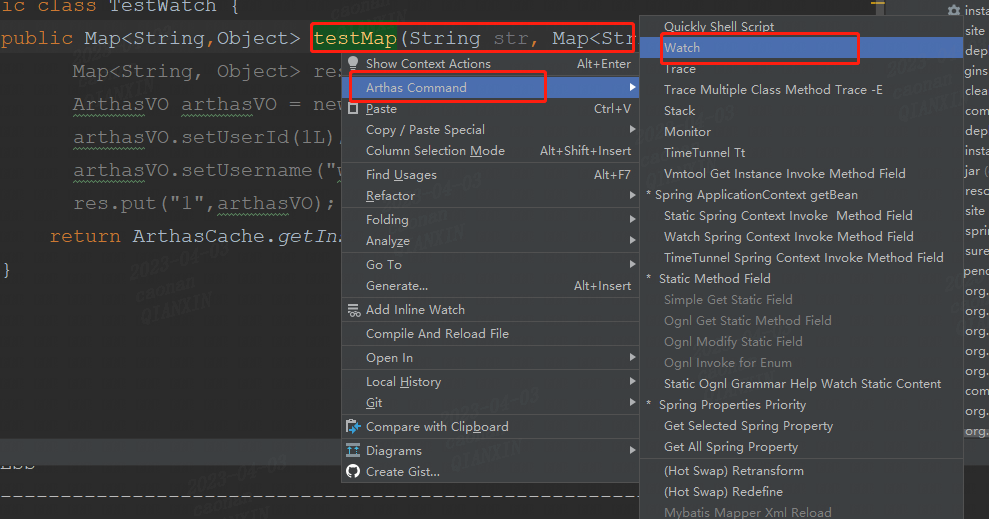 ic class TestWatch {
public Map<String,Object> testMap(String str, Map<Str
Map<String, Object> res
ArthasVO arthasVO = new
arthasVO.setUserId(1L)
arthasVO.setUsername("w
res.put("1",arthasVO);
return ArthasCache.getIn
}
ESS
Show Context Actions Alt+Enter
Arthas Command
Paste Ctrl+V
Copy / Paste Special
Column Selection Mode Alt+Shift+Insert
Find Usages Alt+F7
Refactor
Folding
Analyze
Go To
Generate... Alt+Insert
Add Inline Watch
Compile And Reload File
Open In
Local History
Git
Compare with Clipboard
Diagrams
Create Gist...
Quickly Shell Script
Watch
Trace
Trace Multiple Class Method Trace -E
Stack
Monitor
TimeTunnel Tt
Vmtool Get Instance Invoke Method Field
* Spring ApplicationContext getBean
Static Spring Context Invoke Method Field
Watch Spring Context Invoke Method Field
TimeTunnel Spring Context Invoke Method Field
* Static Method Field
Simple Get Static Field
Ognl Get Static Method Field
Ognl Modify Static Field
Ognl Invoke for Enum
Static Ognl Grammar Help Watch Static Content
* Spring Properties Priority
Get Selected Spring Property
Get All Spring Property
(Hot Swap) Retransform
(Hot Swap) Redefine
Mybatis Mapper Xml Reload
insta
site
dep
gins
clea
com
dep
insta
jar (
resc
site
sprin
sure
pend
org.
org.
org.
org.
com
org.
org.